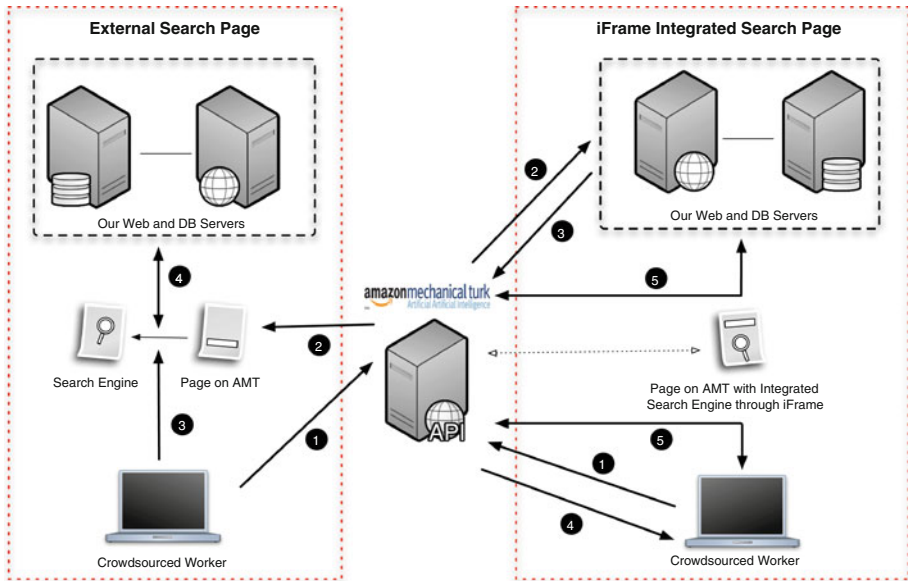 External Search Page
Our Web and DB Servers
4
Search Engine
Page on AMT
2
3
1
Crowdsourced Worker
amazonmechanical turk
Artificial Artificial Intelligence
API
iFrame Integrated Search Page
Our Web and DB Servers
2
3
5
Page on AMT with Integrated
Search Engine through iFrame
5
1
4
Crowdsourced Worker